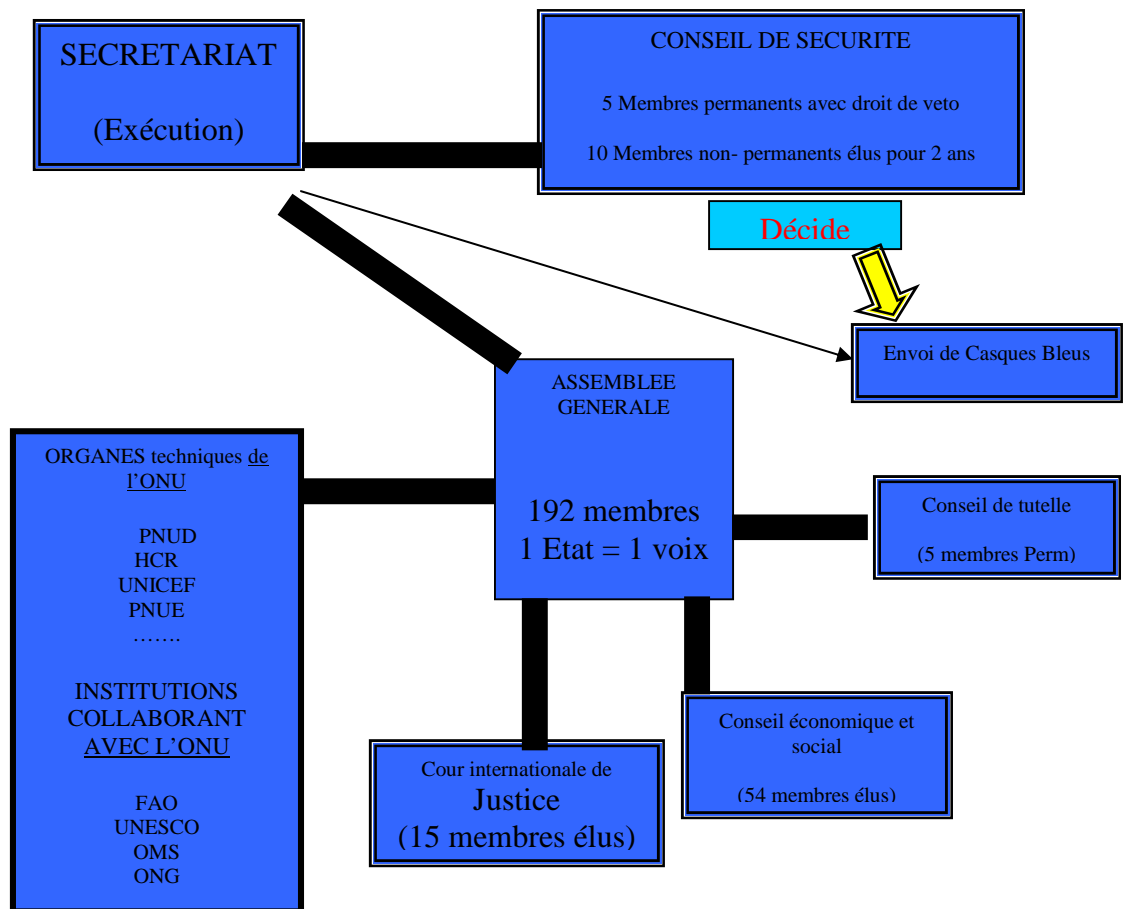 SECRETARIAT
(Exécution)
CONSEIL DE SECURITE
5 Membres permanents avec droit de veto
10 Membres non- permanents élus pour 2 ans
Décide
Envoi de Casques Bleus
ASSEMBLEE
GENERALE
192 membres
1 Etat = 1 voix
ORGANES techniques de
l'ONU
PNUD
HCR
UNICEF
PNUE
…….
INSTITUTIONS
COLLABORANT
AVEC L'ONU
FAO
UNESCO
OMS
ONG
Conseil de tutelle
(5 membres Perm)
Conseil économique et
social
(54 membres élus)
Cour internationale de
Justice
(15 membres élus)